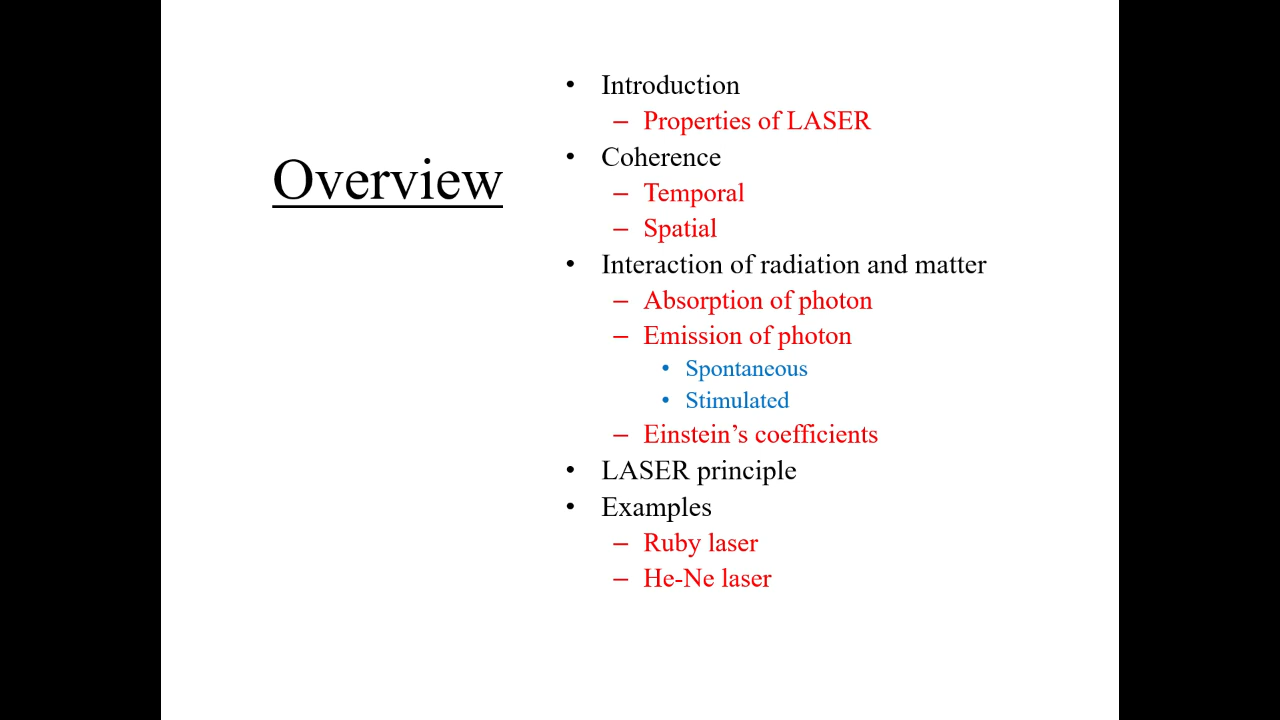 Overview
• Introduction
– Properties of LASER
• Coherence
– Temporal
– Spatial
• Interaction of radiation and matter
– Absorption of photon
– Emission of photon
• Spontaneous
• Stimulated
– Einstein’s coefficients
• LASER principle
• Examples
– Ruby laser
– He-Ne laser